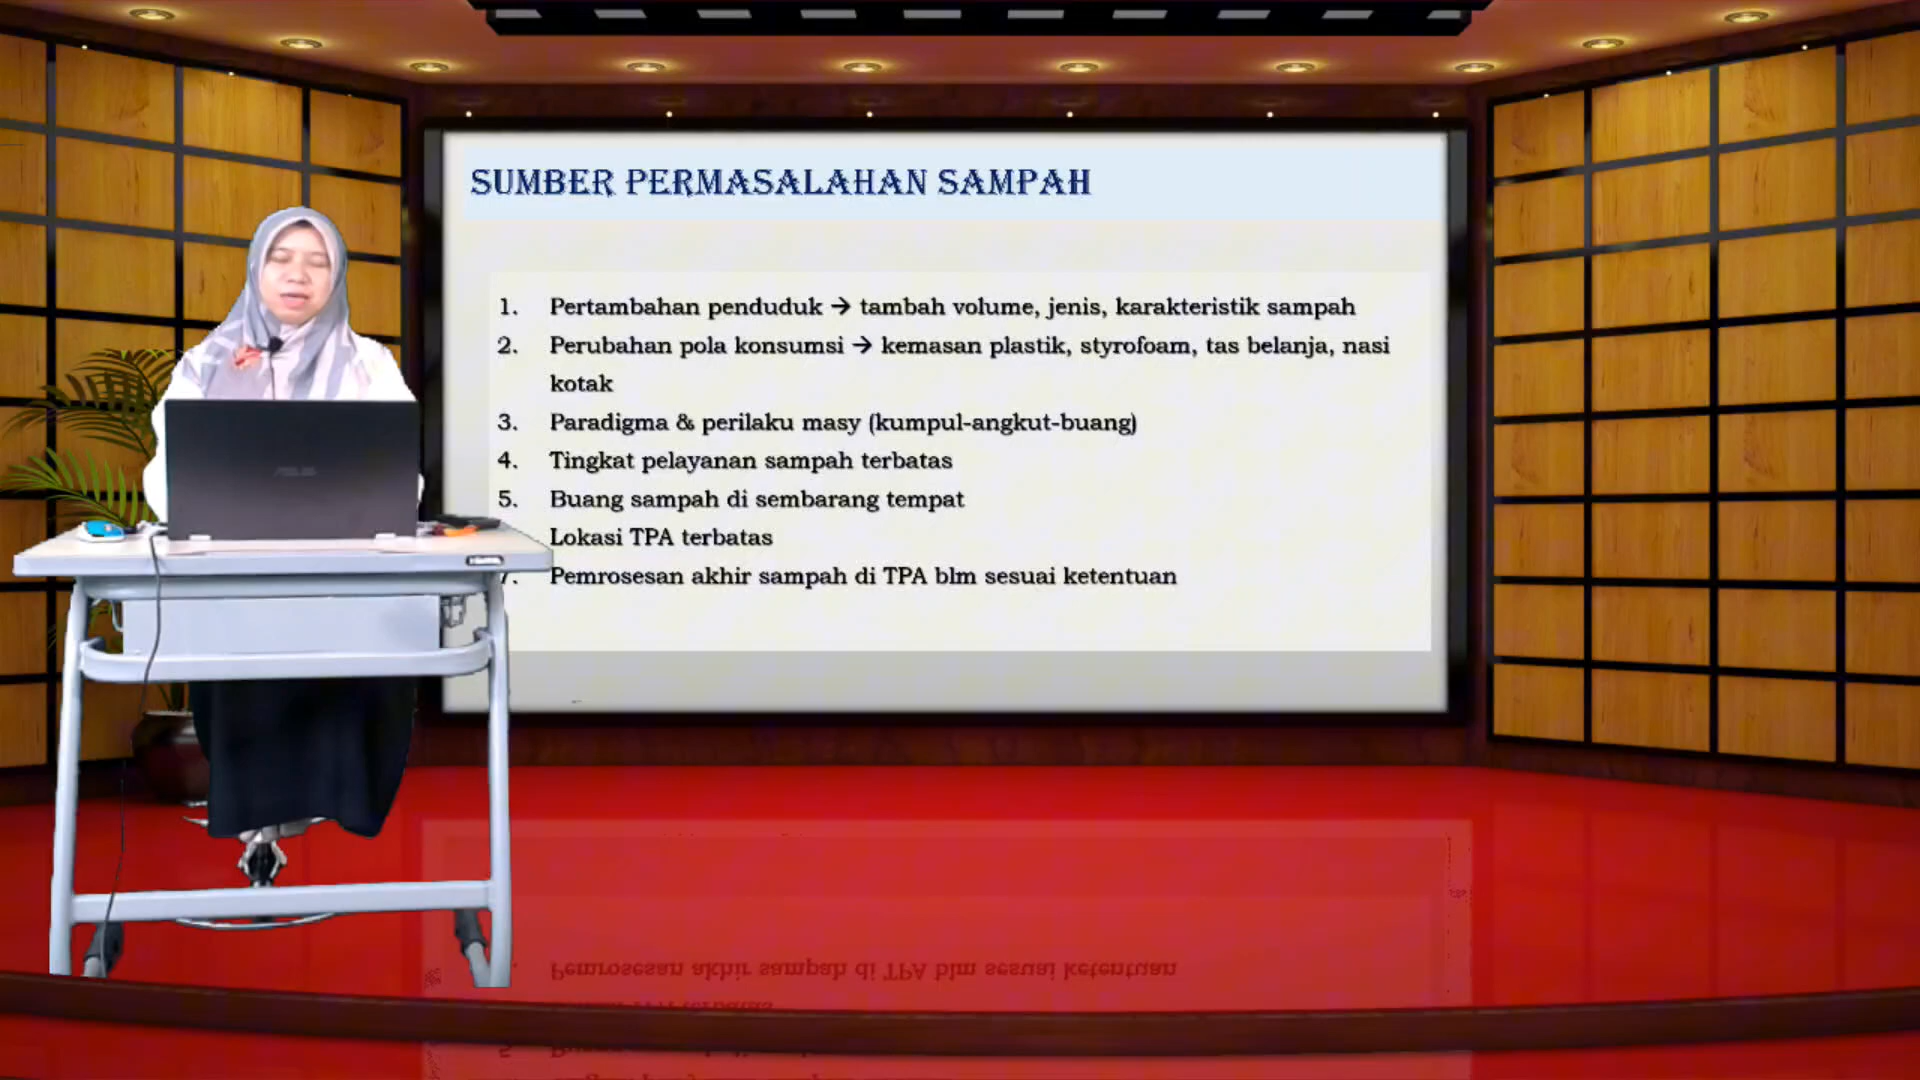 SUMBER PERMASALAHAN SAMPAH
1. Pertambahan penduduk → tambah volume, jenis, karakteristik sampah
2. Perubahan pola konsumsi → kemasan plastik, styrofoam, tas belanja, nasi
kotak
3. Paradigma & perilaku masy (kumpul-angkut-buang)
4. Tingkat pelayanan sampah terbatas
5. Buang sampah di sembarang tempat
Lokasi TPA terbatas
7. Pemrosesan akhir sampah di TPA blm sesuai ketentuan